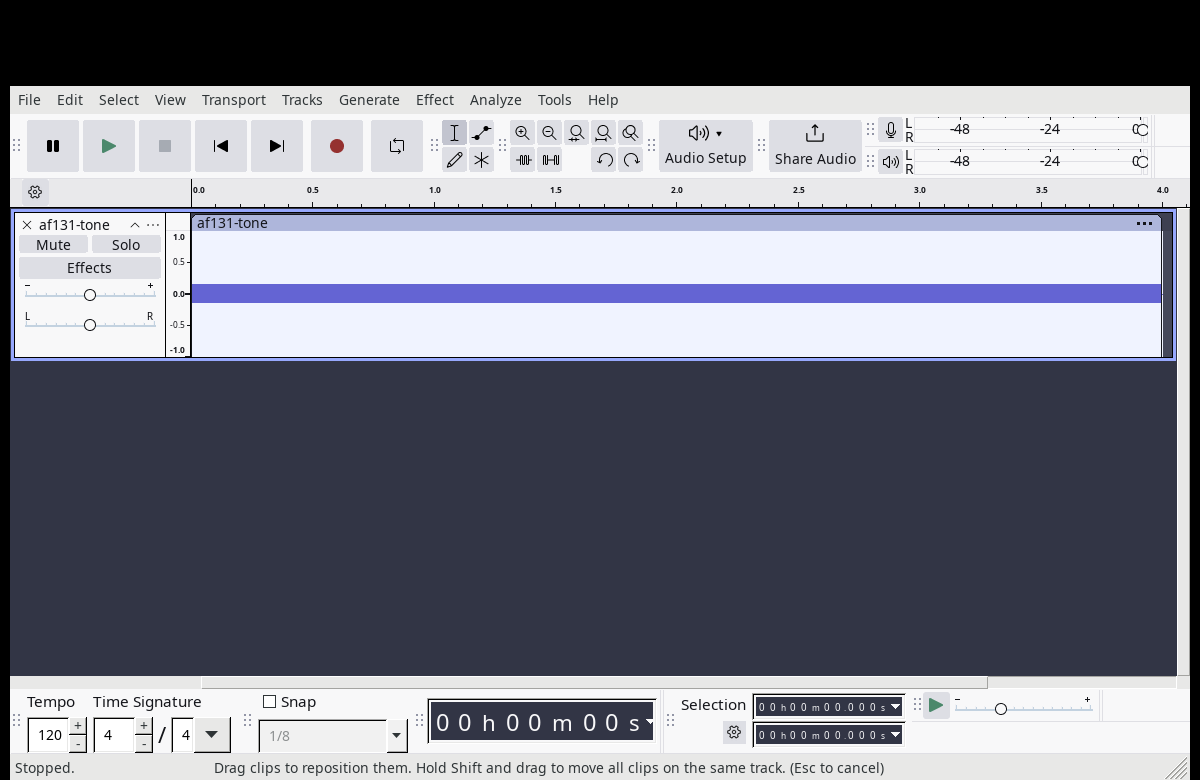 File Edit Select View Transport Tracks Generate Effect Analyze Tools Help
Audio Setup
Share Audio
L
R
-48 -24 0
L
R
-48 -24 0
0.0 0.5 1.0 1.5 2.0 2.5 3.0 3.5 4.0
af131-tone
Mute Solo
Effects
- +
L R
1.0
0.5
0.0
-0.5
-1.0
af131-tone
Tempo Time Signature
120 + - 4 + - / 4
Snap
1/8
00h00m00s
Selection
00h00m00.000s
00h00m00.000s
- +
Stopped. Drag clips to reposition them. Hold Shift and drag to move all clips on the same track. (Esc to cancel)